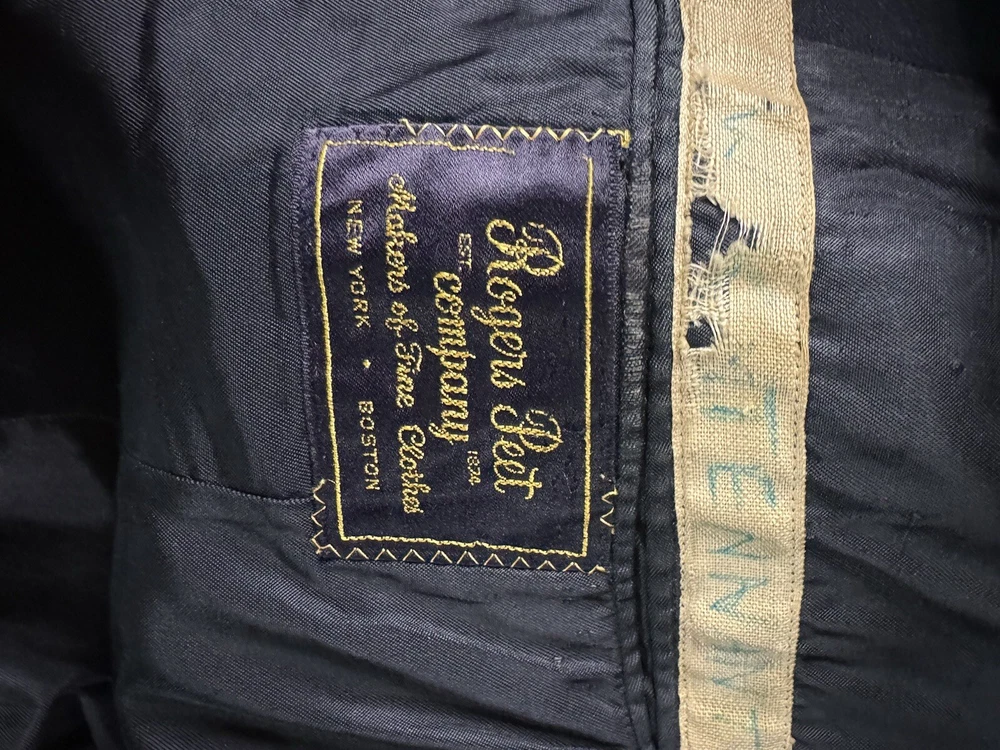 Rogers Peet
EST. company 1874
Makers of Fine Clothes
NEW YORK • BOSTON